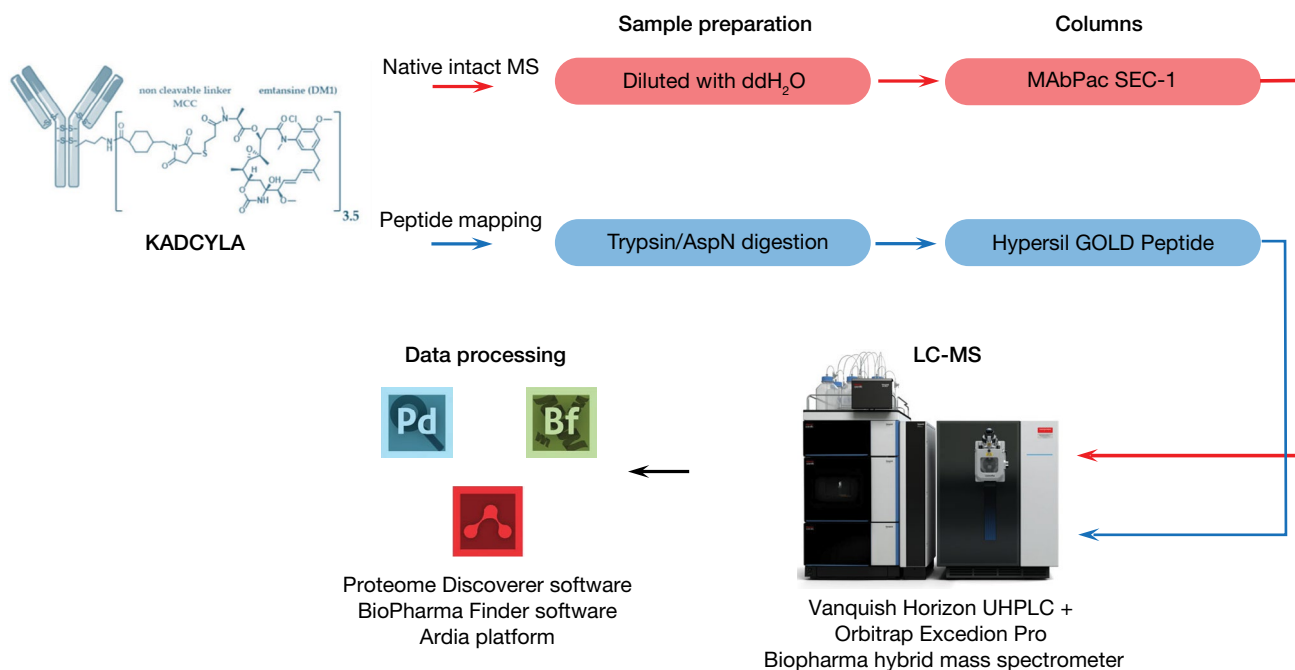 Sample preparation
Columns
Native intact MS
Diluted with ddH₂O
MAbPac SEC-1
non cleavable linker
MCC
emtansine (DM1)
S-S
S-S
O
N
H
O
N
O
S
O
N
O
O
O
Cl
O
N
O
O
H
O
O
N
H
OH
O
3.5
KADCYLA
Peptide mapping
Trypsin/AspN digestion
Hypersil GOLD Peptide
Data processing
LC-MS
Pd
Bf
Proteome Discoverer software
BioPharma Finder software
Ardia platform
Vanquish Horizon UHPLC +
Orbitrap Excedion Pro
Biopharma hybrid mass spectrometer